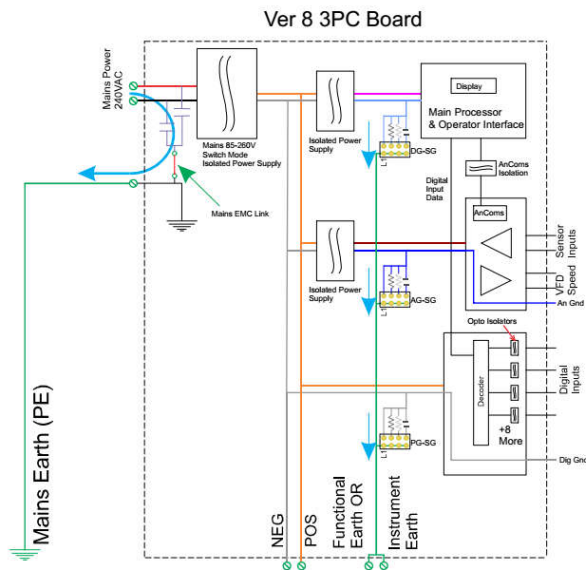 Ver 8 3PC Board
Mains Power
240VAC
Mains 85-260V
Switch Mode
Isolated Power Supply
Isolated Power
Supply
Display
Main Processor
& Operator Interface
L1
DG-SG
Digital
Input
Data
AnComs
Isolation
Mains EMC Link
AnComs
Sensor
Inputs
VFD
Speed
An Gnd
Isolated Power
Supply
L1
AG-SG
Opto Isolators
Decoder
Digital
Inputs
+8
More
L1
PG-SG
Dig Gnd
Mains Earth (PE)
NEG
POS
Functional
Earth OR
Instrument
Earth